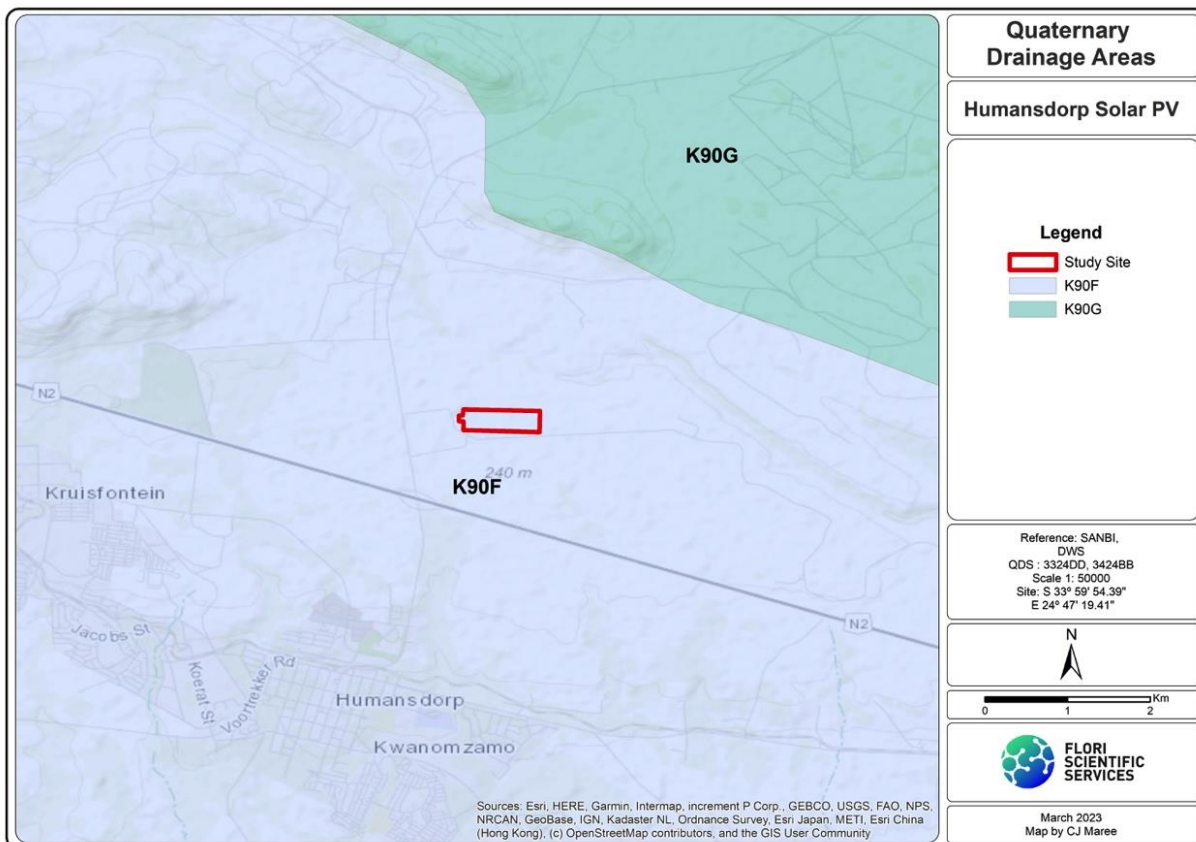 Quaternary
Drainage Areas
Humansdorp Solar PV
Legend
Study Site
K90F
K90G
Reference: SANBI,
DWS
QDS : 3324DD, 3424BB
Scale 1: 50000
Site: S 33º 59' 54.39"
E 24º 47' 19.41"
N
Km
0 1 2
FLORI
SCIENTIFIC
SERVICES
March 2023
Map by CJ Maree
K90G
N2
240 m
K90F
Kruisfontein
N2
Jacobs St
Koerat St
Voortrekker Rd
Humansdorp
Kwanomzamo
Sources: Esri, HERE, Garmin, Intermap, increment P Corp., GEBCO, USGS, FAO, NPS,
NRCAN, GeoBase, IGN, Kadaster NL, Ordnance Survey, Esri Japan, METI, Esri China
(Hong Kong), (c) OpenStreetMap contributors, and the GIS User Community